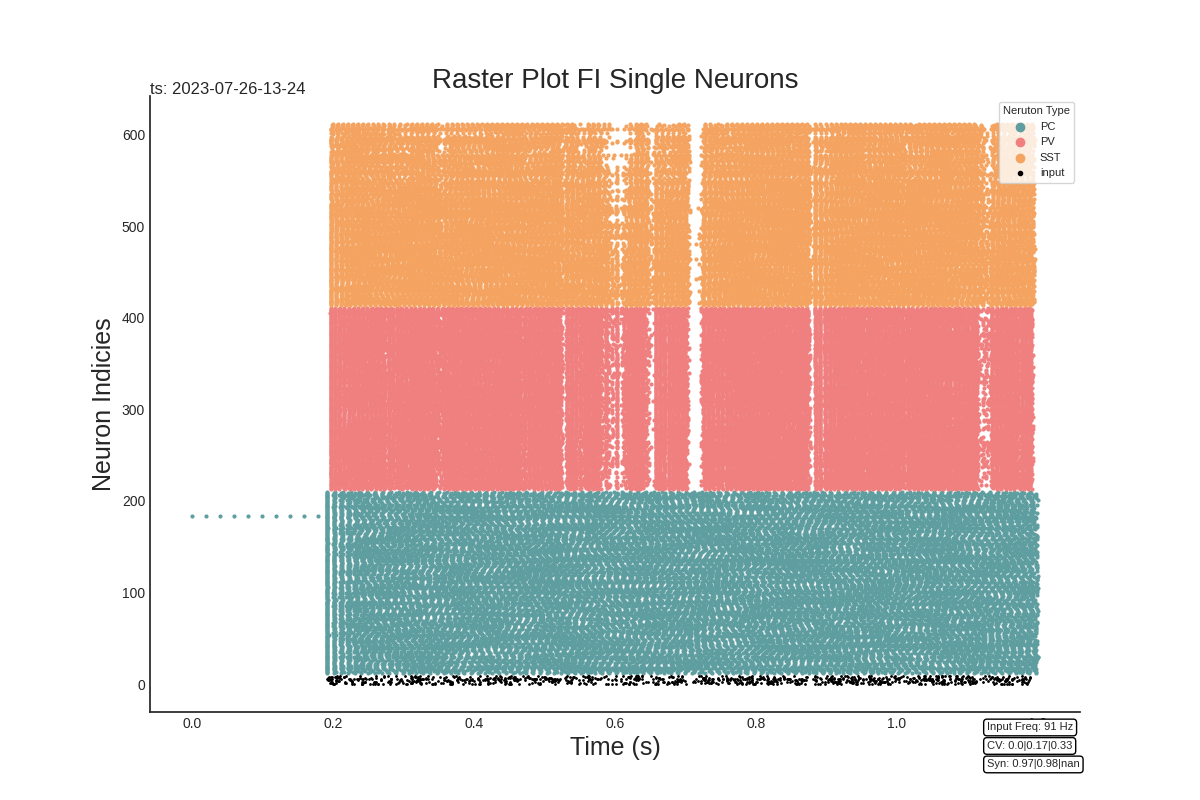 Raster Plot FI Single Neurons
ts: 2023-07-26-13-24
Neruton Type
PC
PV
SST
input
600
500
400
300
200
100
0
Neuron Indicies
0.0 0.2 0.4 0.6 0.8 1.0
Time (s)
Input Freq: 91 Hz
CV: 0.0|0.17|0.33
Syn: 0.97|0.98|nan